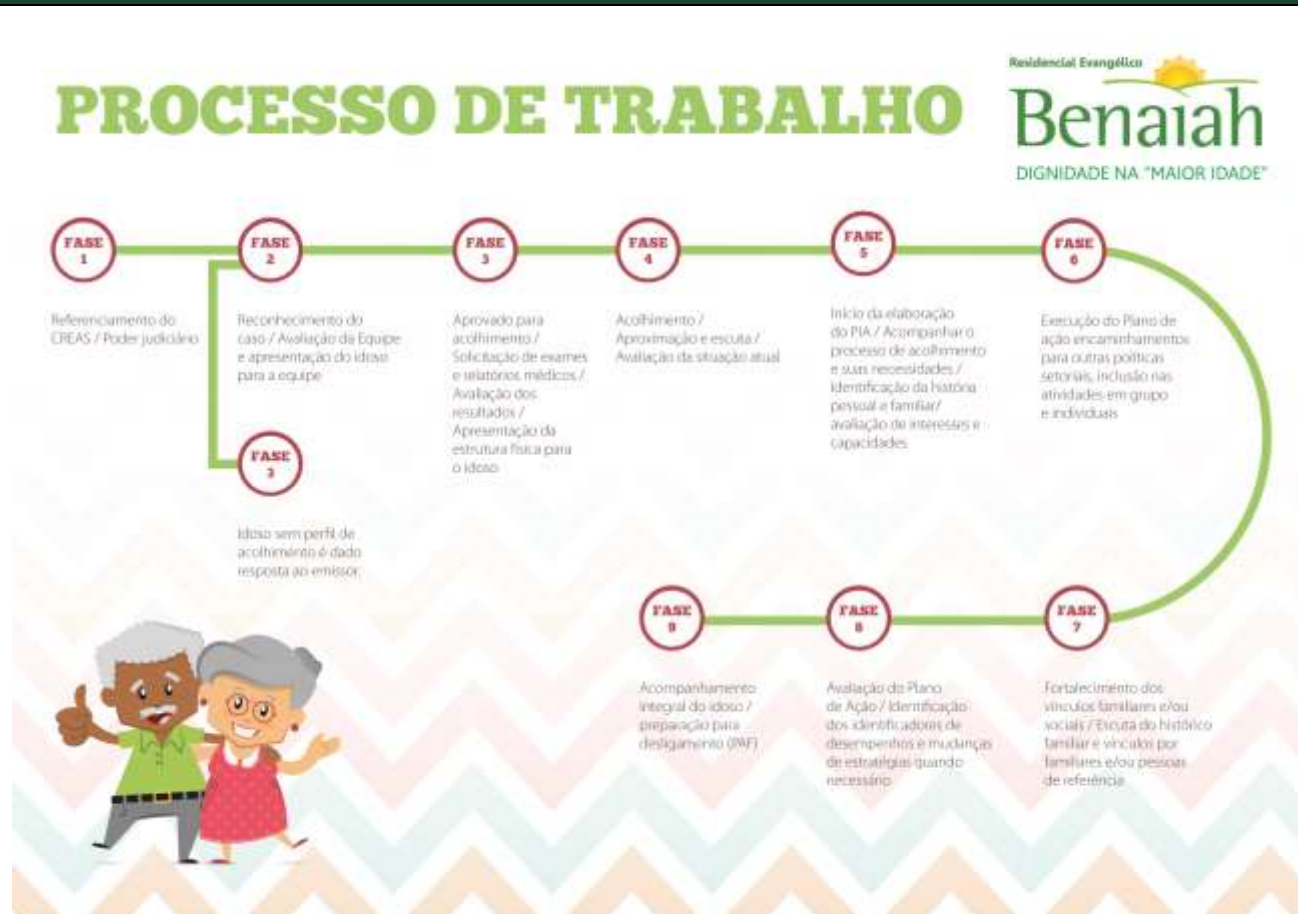 PROCESSO DE TRABALHO
Residencial Evangélico
Benaiah
DIGNIDADE NA "MAIOR IDADE"
FASE
1
Referenciamento do
CREAS / Poder judiciário
FASE
2
Reconhecimento do
caso / Avaliação da Equipe
e apresentação do idoso
para a equipe
FASE
3
Idoso sem perfil de
acolhimento é dado
resposta ao emissor.
FASE
3
Aprovado para
acolhimento /
Solicitação de exames
e relatórios médicos /
Avaliação dos
resultados /
Apresentação da
estrutura física para
o idoso
FASE
4
Acolhimento /
Aproximação e escuta /
Avaliação da situação atual
FASE
5
Início da elaboração
do PIA / Acompanhar o
processo de acolhimento
e suas necessidades /
Identificação da história
pessoal e familiar/
avaliação de interesses e
capacidades
FASE
6
Execução do Plano de
ação encaminhamentos
para outras políticas
setoriais, inclusão nas
atividades em grupo
e individuais
FASE
7
Fortalecimento dos
vínculos familiares e/ou
sociais / Escuta do histórico
familiar e vínculos por
familiares e/ou pessoas
de referência
FASE
8
Avaliação do Plano
de Ação / Identificação
dos identificadores de
desempenhos e mudanças
de estratégias quando
necessário
FASE
9
Acompanhamento
integral do idoso /
preparação para
desligamento (PAF)